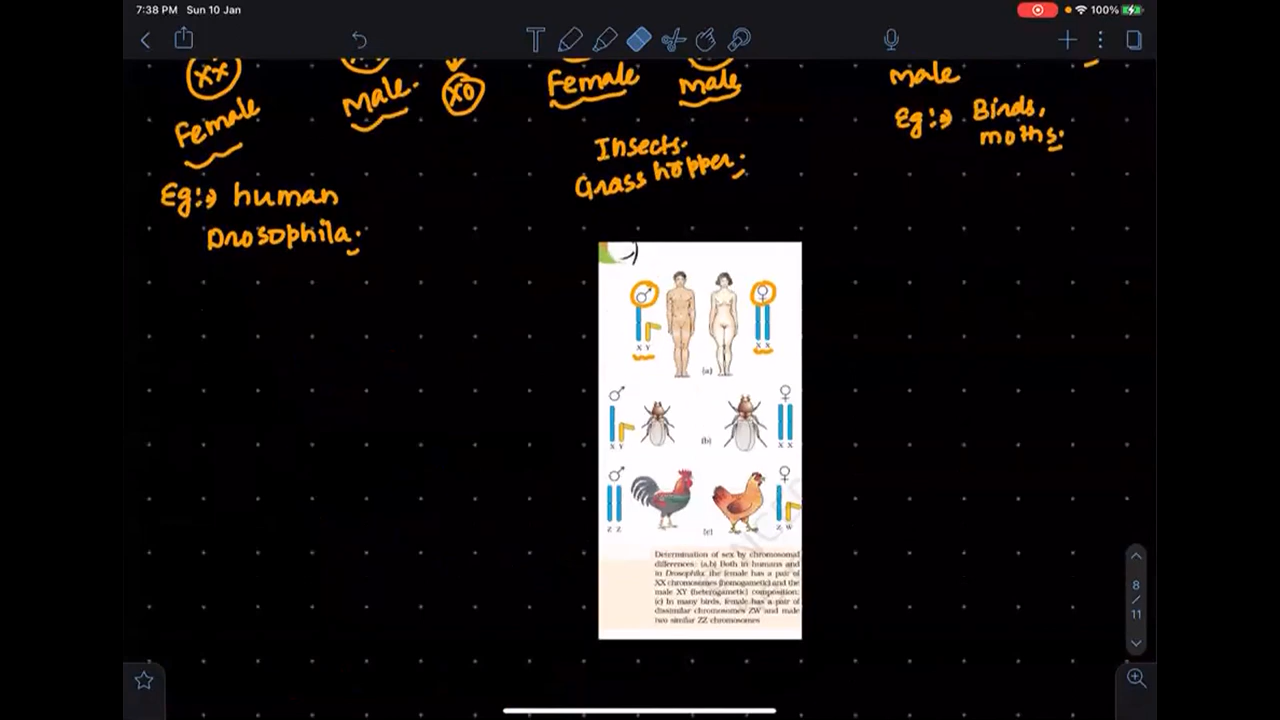 7:38 PM Sun 10 Jan
100%
XX
Female
Male.
XO
Female
male
male
Eg:→ Birds,
moths.
Insects.
Grass hopper.
Eg:→ human
Drosophila.
X Y
X X
(a)
X Y
(b)
X X
Z Z
(c)
Z W
Determination of sex by chromosomal
differences: (a,b) Both in humans and
in Drosophila, the female has a pair of
XX chromosomes (homogametic) and the
male XY (heterogametic) composition;
(c) In many birds, female has a pair of
dissimilar chromosomes ZW and male
two similar ZZ chromosomes
8
/
11